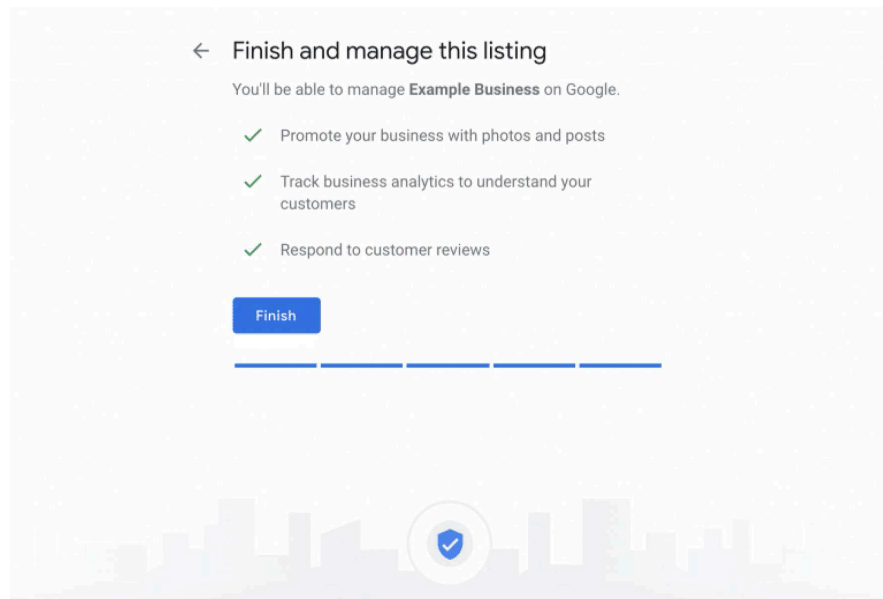 Finish and manage this listing
You'll be able to manage Example Business on Google.
Promote your business with photos and posts
Track business analytics to understand your
customers
Respond to customer reviews
Finish